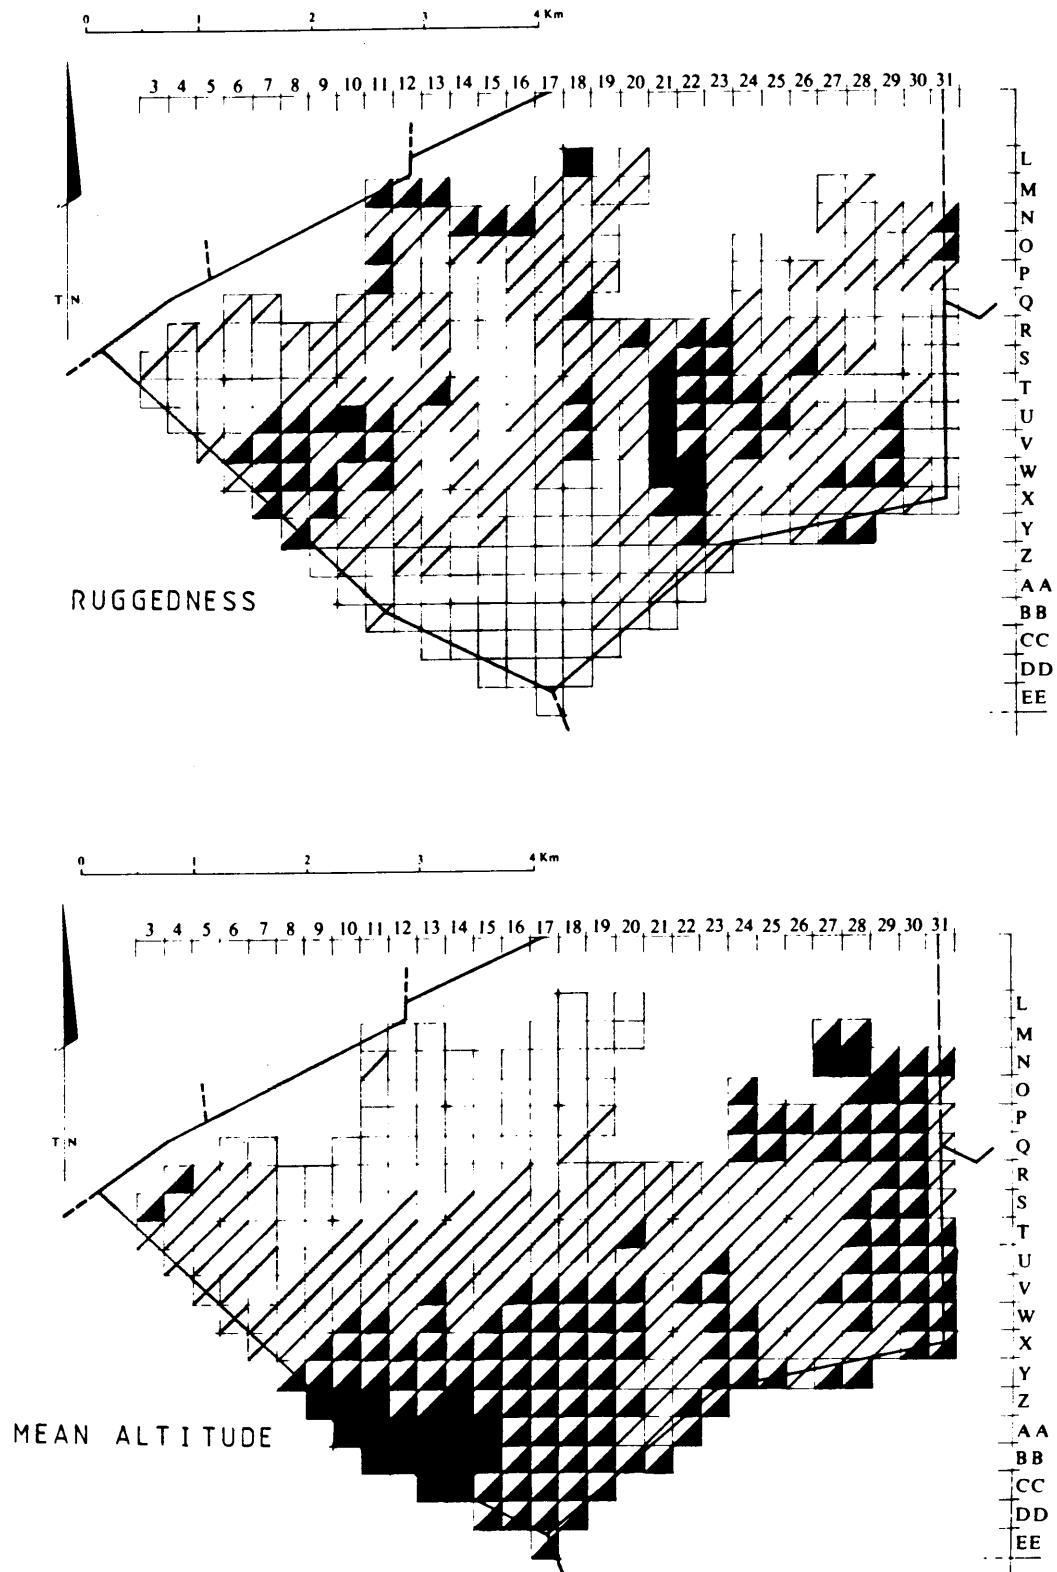 0 1 2 3 4 Km
3 4 5 6 7 8 9 10 11 12 13 14 15 16 17 18 19 20 21 22 23 24 25 26 27 28 29 30 31
L
M
N
O
P
T N
Q
R
S
T
U
V
W
X
Y
Z
RUGGEDNESS
AA
BB
CC
DD
EE
0 1 2 3 4 Km
3 4 5 6 7 8 9 10 11 12 13 14 15 16 17 18 19 20 21 22 23 24 25 26 27 28 29 30 31
L
M
N
O
P
T N
Q
R
S
T
U
V
W
X
Y
Z
MEAN ALTITUDE
AA
BB
CC
DD
EE